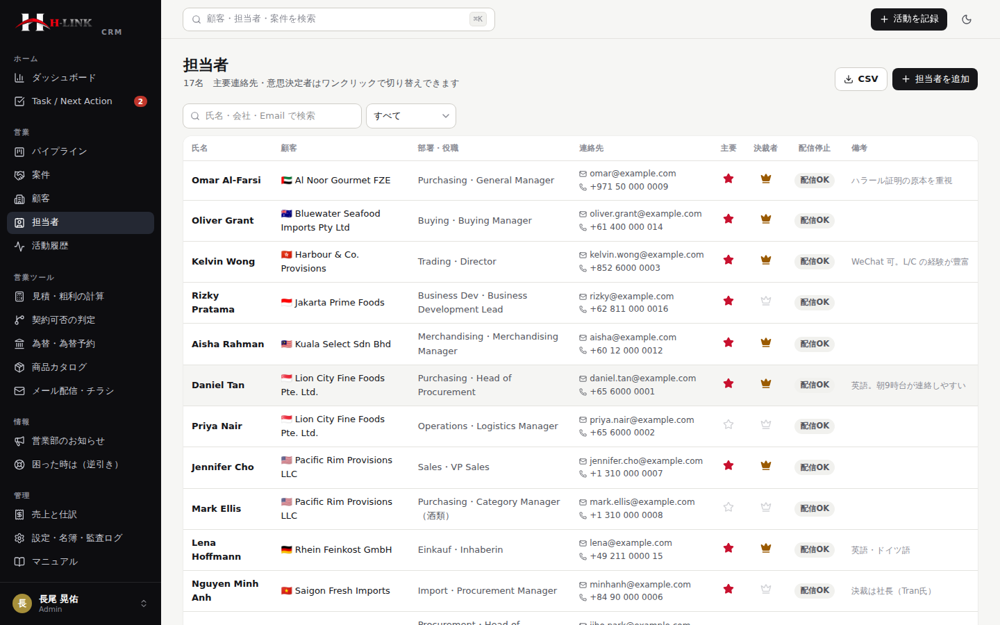 H-LINK CRM
ホーム
ダッシュボード
Task / Next Action 2
営業
パイプライン
案件
顧客
担当者
活動履歴
営業ツール
見積・粗利の計算
契約可否の判定
為替・為替予約
商品カタログ
メール配信・チラシ
情報
営業部のお知らせ
困った時は（逆引き）
管理
売上と仕訳
設定・名簿・監査ログ
マニュアル
長 長尾 晃佑
Admin
顧客・担当者・案件を検索 ⌘K
活動を記録
担当者
17名 主要連絡先・意思決定者はワンクリックで切り替えできます
CSV
担当者を追加
氏名・会社・Email で検索
すべて
氏名 顧客 部署・役職 連絡先 主要 決裁者 配信停止 備考
Omar Al-Farsi 🇦🇪 Al Noor Gourmet FZE Purchasing・General Manager omar@example.com 配信OK ハラール証明の原本を重視
+971 50 000 0009
Oliver Grant 🇦🇺 Bluewater Seafood Buying・Buying Manager oliver.grant@example.com 配信OK
Imports Pty Ltd +61 400 000 014
Kelvin Wong 🇭🇰 Harbour & Co. Trading・Director kelvin.wong@example.com 配信OK WeChat 可。L/C の経験が豊富
Provisions +852 6000 0003
Rizky 🇮🇩 Jakarta Prime Foods Business Dev・Business rizky@example.com 配信OK
Pratama Development Lead +62 811 000 0016
Aisha Rahman 🇲🇾 Kuala Select Sdn Bhd Merchandising・Merchandising aisha@example.com 配信OK
Manager +60 12 000 0012
Daniel Tan 🇸🇬 Lion City Fine Foods Purchasing・Head of daniel.tan@example.com 配信OK 英語。朝9時台が連絡しやすい
Pte. Ltd. Procurement +65 6000 0001
Priya Nair 🇸🇬 Lion City Fine Foods Operations・Logistics Manager priya.nair@example.com 配信OK
Pte. Ltd. +65 6000 0002
Jennifer Cho 🇺🇸 Pacific Rim Provisions Sales・VP Sales jennifer.cho@example.com 配信OK
LLC +1 310 000 0007
Mark Ellis 🇺🇸 Pacific Rim Provisions Purchasing・Category Manager mark.ellis@example.com 配信OK
LLC （酒類） +1 310 000 0008
Lena 🇩🇪 Rhein Feinkost GmbH Einkauf・Inhaberin lena@example.com 配信OK 英語・ドイツ語
Hoffmann +49 211 0000 15
Nguyen Minh 🇻🇳 Saigon Fresh Imports Import・Procurement Manager minhanh@example.com 配信OK 決裁は社長（Tran氏）
Anh +84 90 000 0006
Procurement・Head of jiho.park@example.com